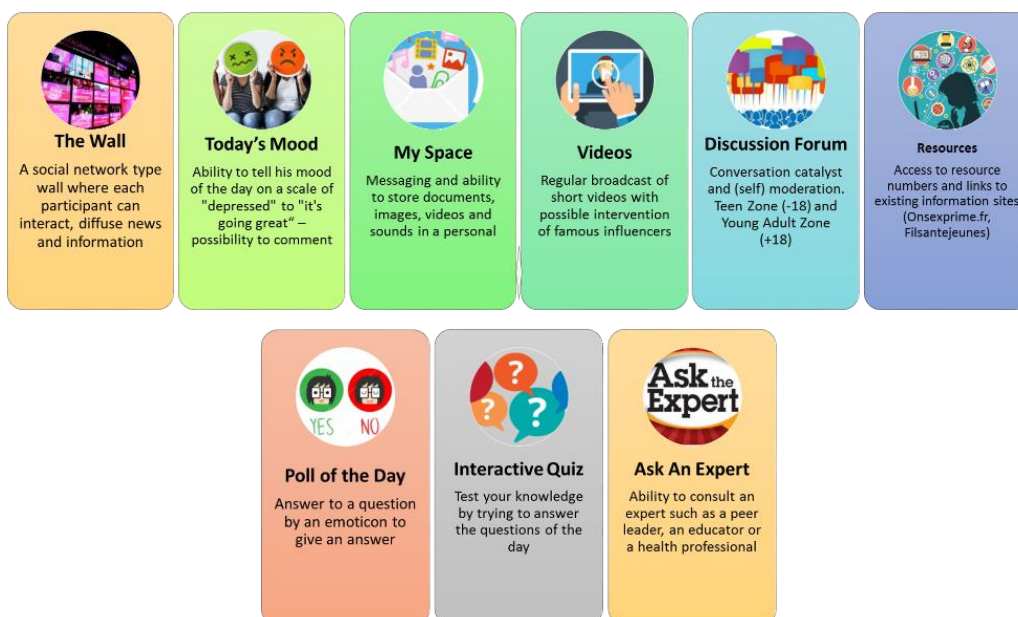 The Wall
A social network type
wall where each
participant can
interact, diffuse news
and information
Today's Mood
Ability to tell his mood
of the day on a scale of
"depressed" to "it's
going great“ –
possibility to comment
My Space
Messaging and ability
to store documents,
images, videos and
sounds in a personal
Videos
Regular broadcast of
short videos with
possible intervention
of famous influencers
Discussion Forum
Conversation catalyst
and (self) moderation.
Teen Zone (-18) and
Young Adult Zone
(+18)
Resources
Access to resource
numbers and links to
existing information sites
(Onsexprime.fr,
Filsantejeunes)
YES NO
Poll of the Day
Answer to a question
by an emoticon to
give an answer
? ? ?
Interactive Quiz
Test your knowledge
by trying to answer
the questions of the
day
Ask the
Expert
Ask An Expert
Ability to consult an
expert such as a peer
leader, an educator or
a health professional